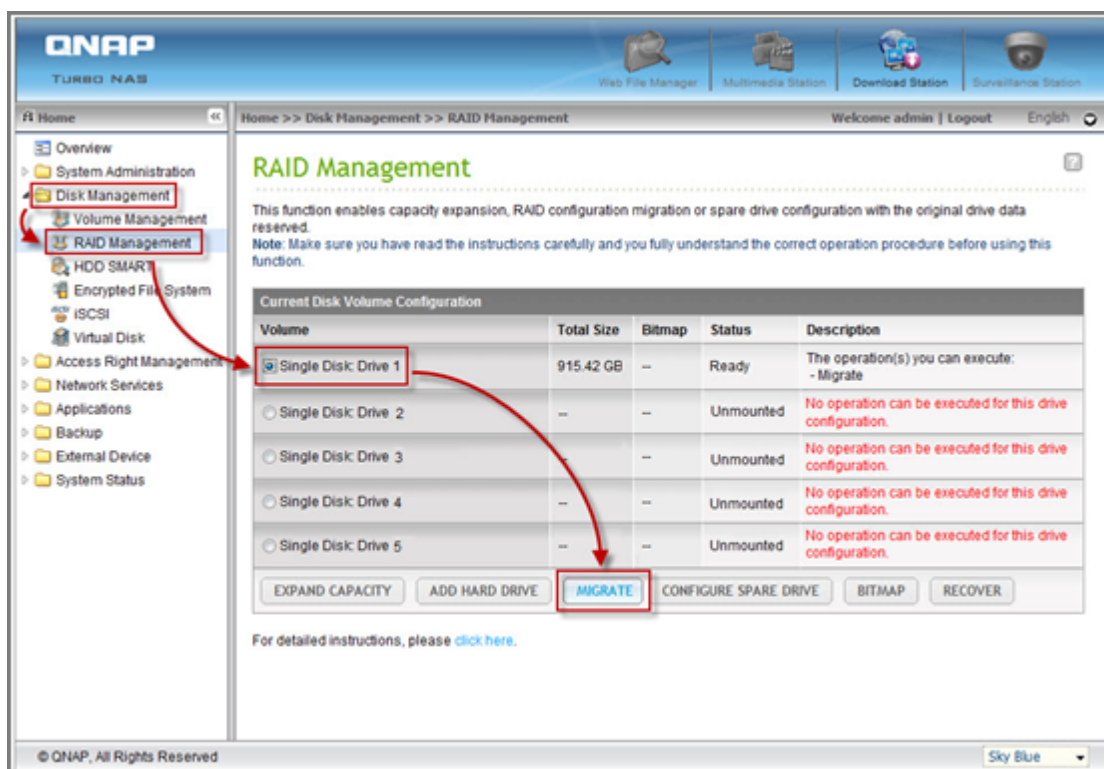 QNAP
TURBO NAS
Web File Manager
Multimedia Station
Download Station
Surveillance Station
Home
Home >> Disk Management >> RAID Management
Welcome admin | Logout
English
Overview
System Administration
Disk Management
Volume Management
RAID Management
HDD SMART
Encrypted File System
iSCSI
Virtual Disk
Access Right Management
Network Services
Applications
Backup
External Device
System Status
RAID Management
This function enables capacity expansion, RAID configuration migration or spare drive configuration with the original drive data
reserved.
Note: Make sure you have read the instructions carefully and you fully understand the correct operation procedure before using this
function.
Current Disk Volume Configuration
Volume Total Size Bitmap Status Description
Single Disk: Drive 1 915.42 GB -- Ready The operation(s) you can execute:
- Migrate
Single Disk: Drive 2 -- -- Unmounted No operation can be executed for this drive
configuration.
Single Disk: Drive 3 -- -- Unmounted No operation can be executed for this drive
configuration.
Single Disk: Drive 4 -- -- Unmounted No operation can be executed for this drive
configuration.
Single Disk: Drive 5 -- -- Unmounted No operation can be executed for this drive
configuration.
EXPAND CAPACITY ADD HARD DRIVE MIGRATE CONFIGURE SPARE DRIVE BITMAP RECOVER
For detailed instructions, please click here.
© QNAP, All Rights Reserved
Sky Blue